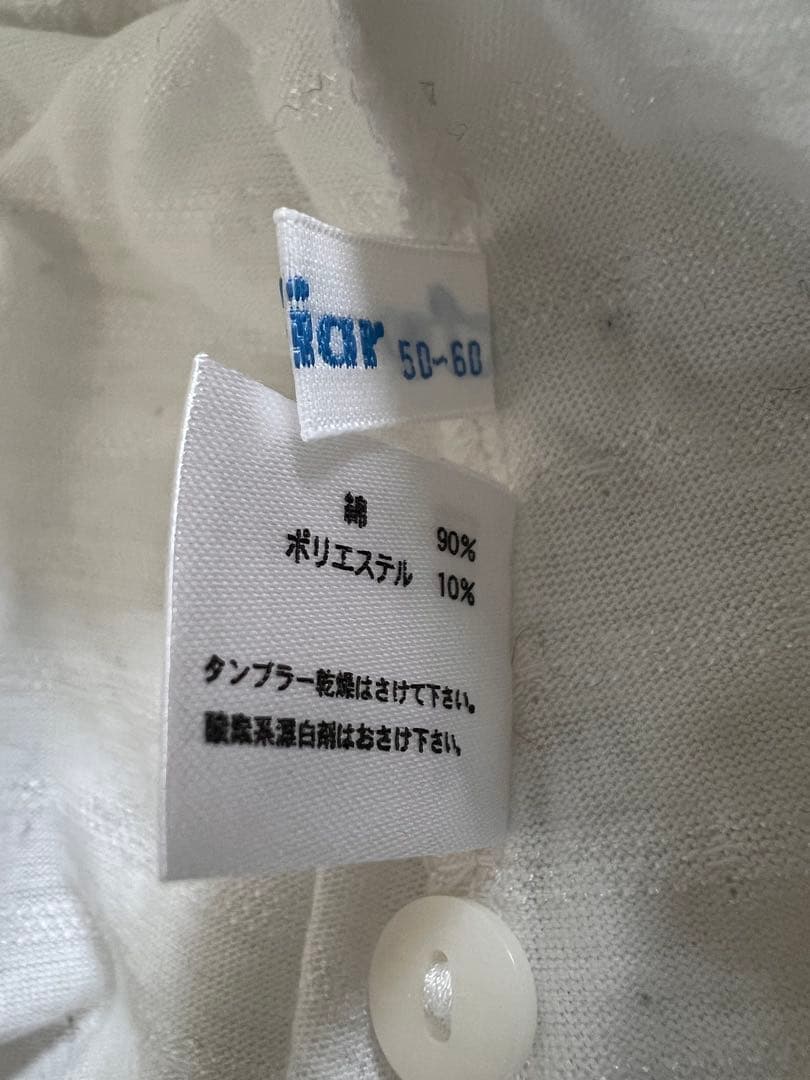 iar 50~60
綿 90%
ポリエステル 10%
タンブラー乾燥はさけて下さい。
酸素系漂白剤はおさけ下さい。